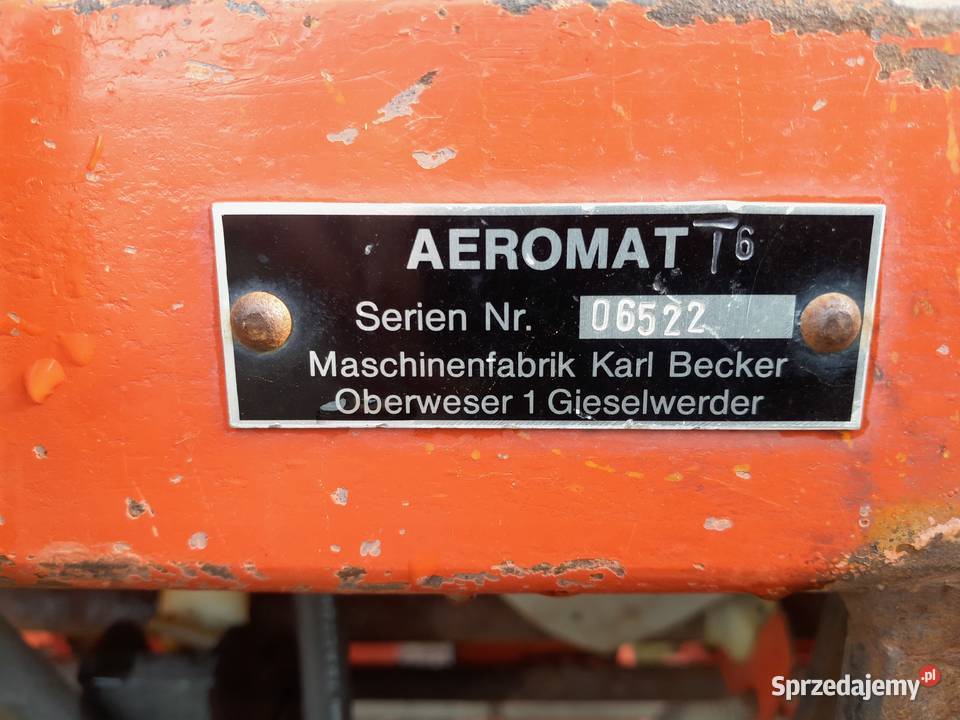 AEROMAT T6
Serien Nr. 06522
Maschinenfabrik Karl Becker
Oberweser 1 Gieselwerder
Sprzedajemy.pl